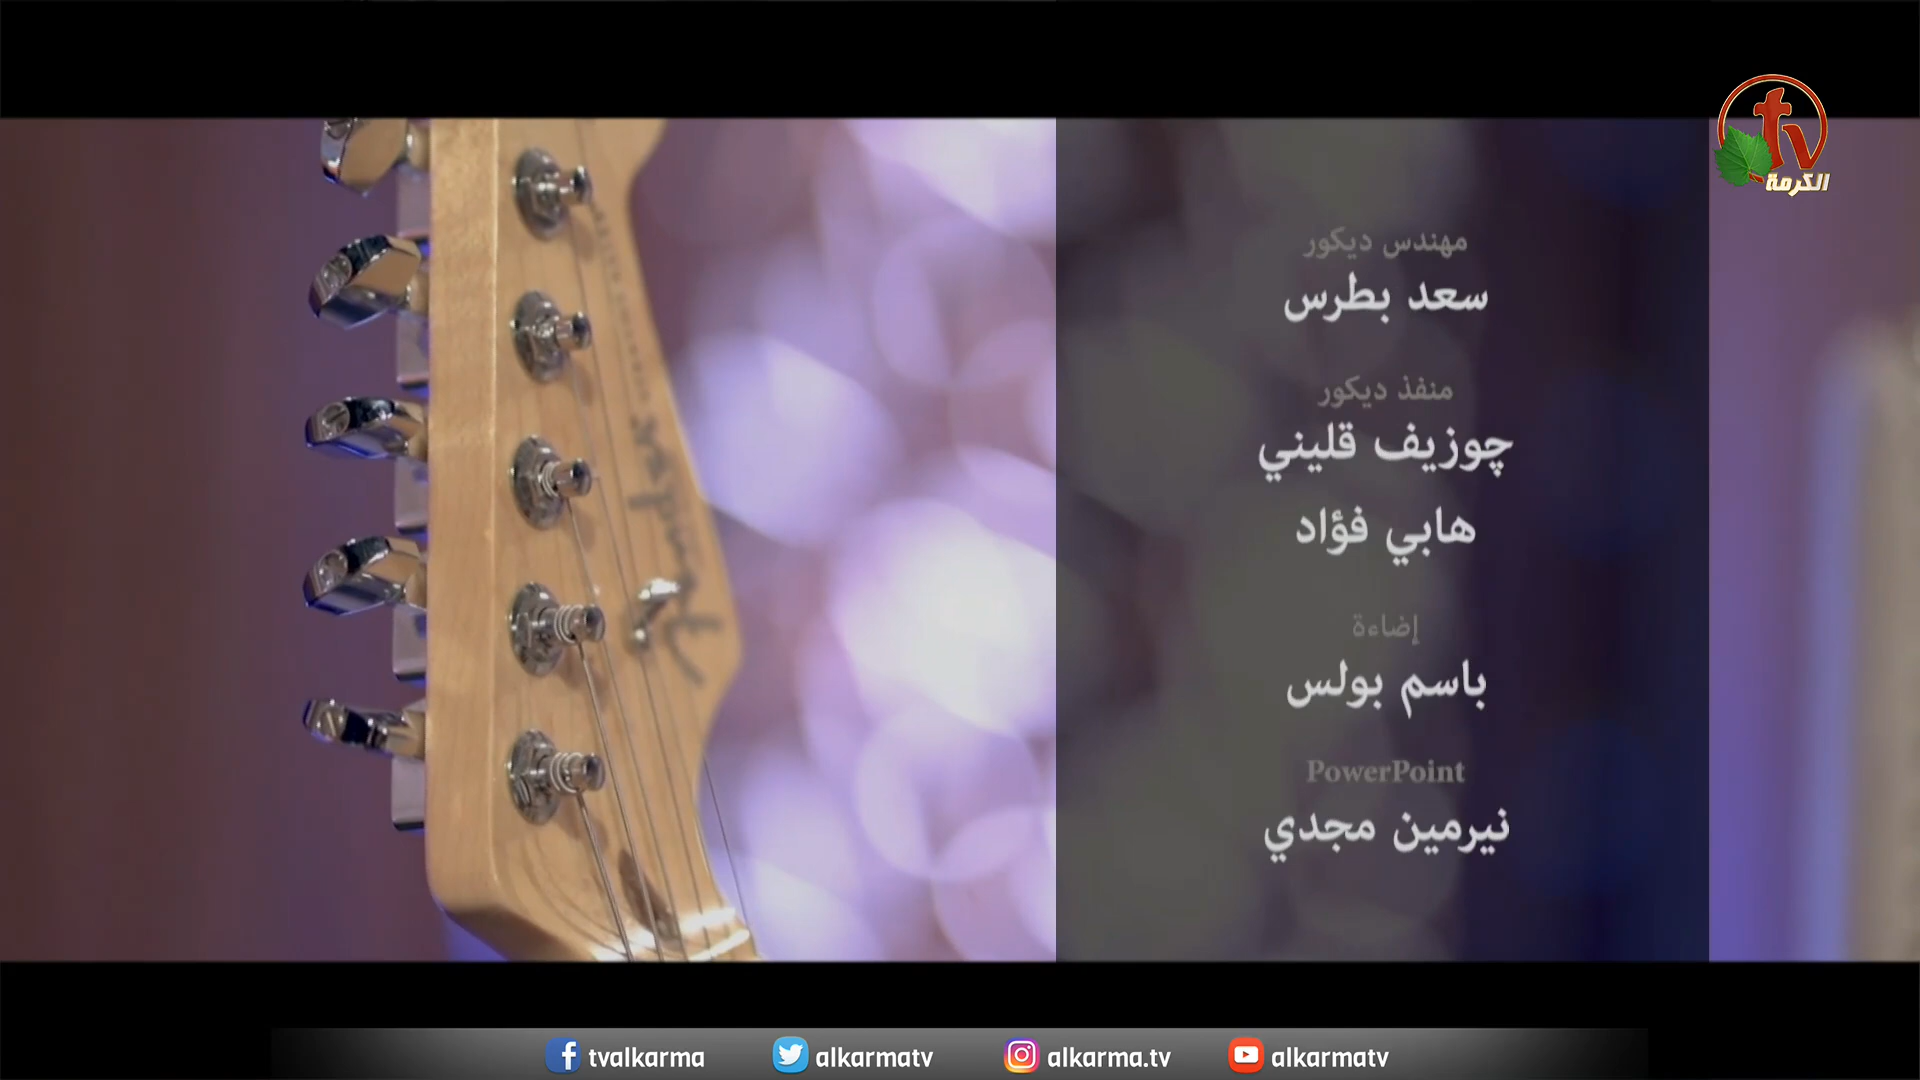 tv
الكرمة
مهندس ديكور
سعد بطرس
منفذ ديكور
چوزيف قليني
هابي فؤاد
إضاءة
باسم بولس
PowerPoint
نيرمين مجدي
tvalkarma
alkarmatv
alkarma.tv
alkarmatv